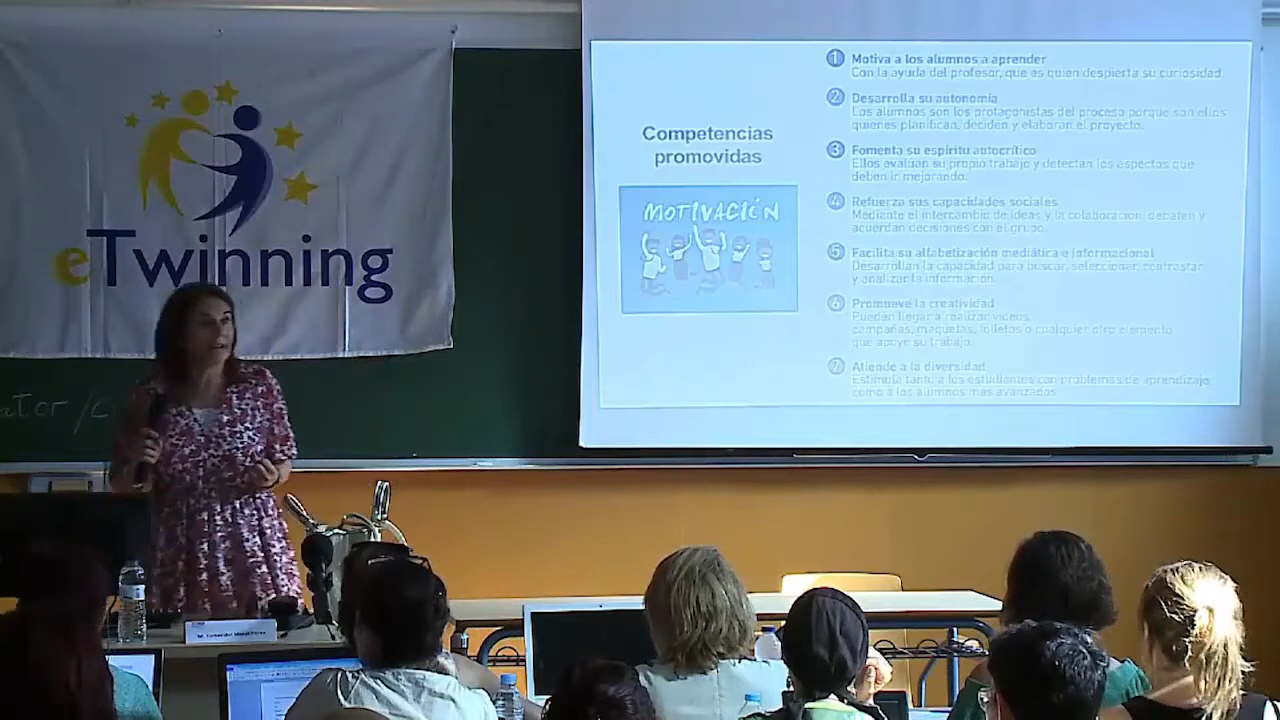 eTwinning
Competencias
promovidas
MOTIVACIÓN
1 Motiva a los alumnos a aprender
Con la ayuda del profesor, que es quien despierta su curiosidad.
2 Desarrolla su autonomía
Los alumnos son los protagonistas del proceso porque son ellos
quienes planifican, deciden y elaboran el proyecto.
3 Fomenta su espíritu autocrítico
Ellos evalúan su propio trabajo y detectan los aspectos que
deben ir mejorando.
4 Refuerza sus capacidades sociales
Mediante el intercambio de ideas y la colaboración, debaten y
acuerdan decisiones con el grupo.
5 Facilita su alfabetización mediática e informacional
Desarrollan la capacidad para buscar, seleccionar, contrastar
y analizar la información.
6 Promueve la creatividad
Pueden llegar a realizar vídeos,
campañas, maquetas, folletos o cualquier otro elemento
que apoye su trabajo.
7 Atiende a la diversidad
Estimula tanto a los estudiantes con problemas de aprendizaje
como a los alumnos más avanzados.